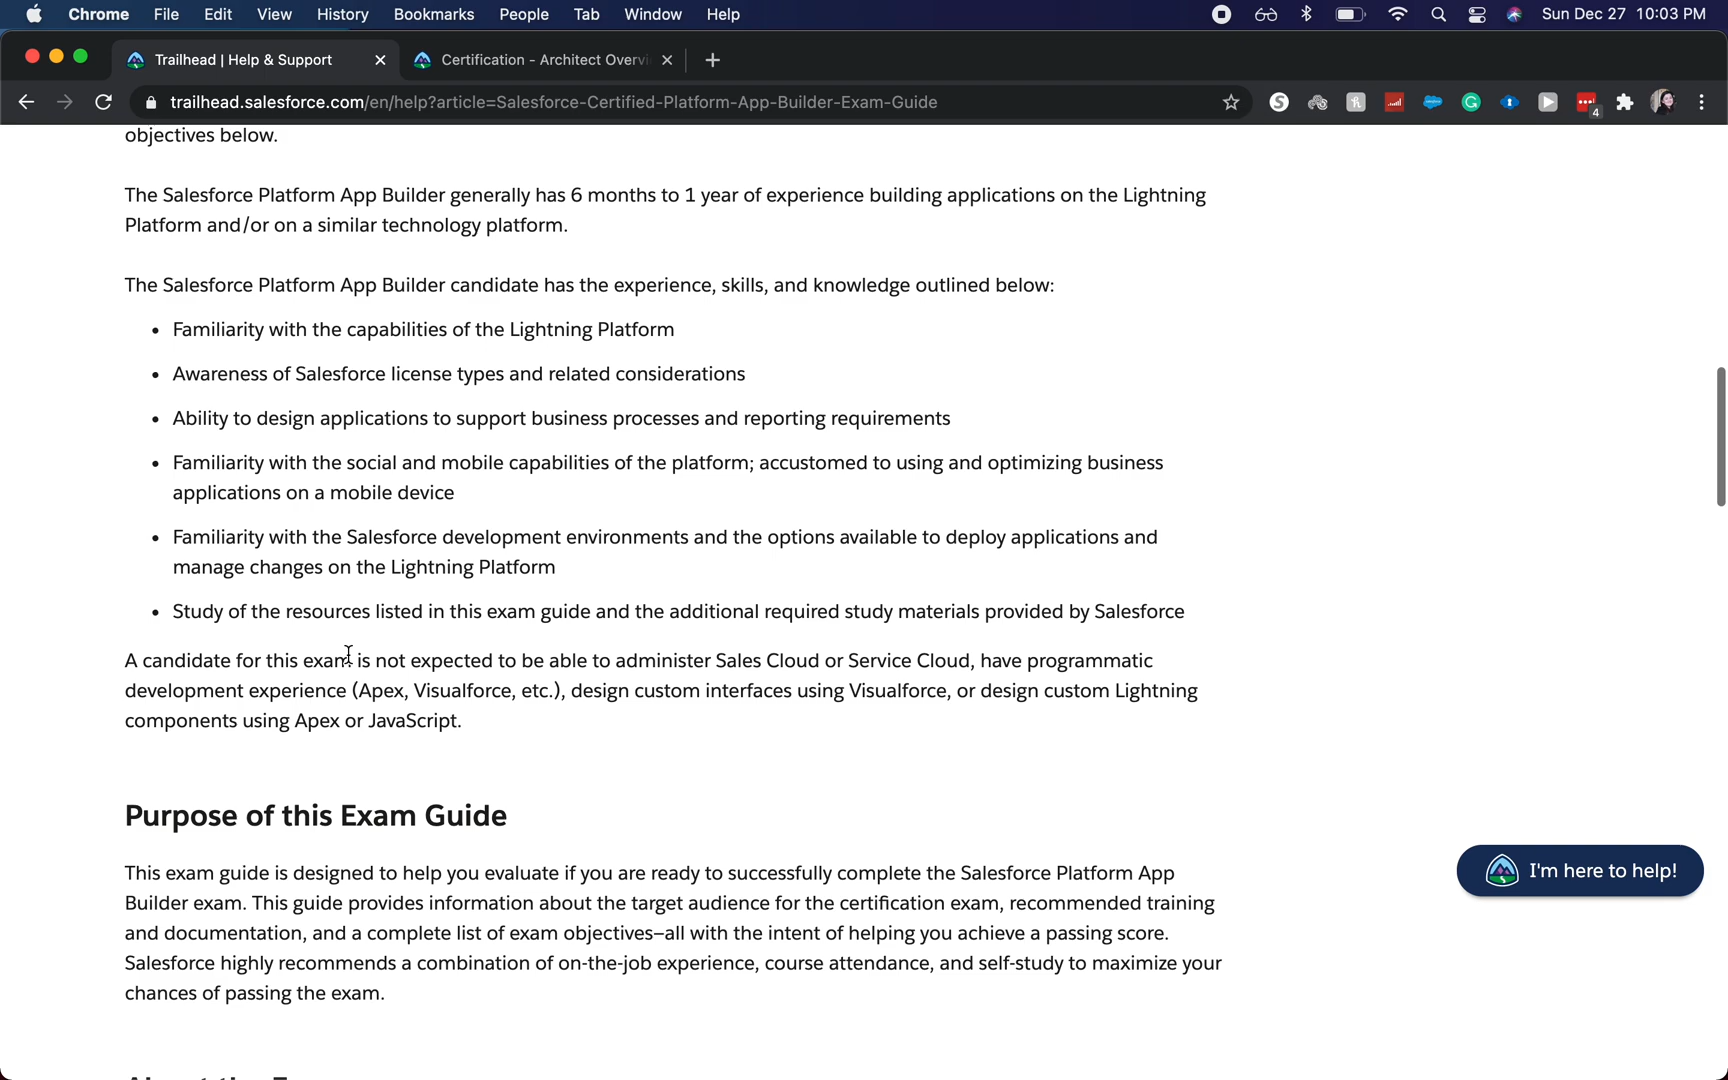 Chrome File Edit View History Bookmarks People Tab Window Help Sun Dec 27 10:03 PM
Trailhead | Help & Support Certification - Architect Overvi
trailhead.salesforce.com/en/help?article=Salesforce-Certified-Platform-App-Builder-Exam-Guide
4
objectives below.
The Salesforce Platform App Builder generally has 6 months to 1 year of experience building applications on the Lightning
Platform and/or on a similar technology platform.
The Salesforce Platform App Builder candidate has the experience, skills, and knowledge outlined below:
• Familiarity with the capabilities of the Lightning Platform
• Awareness of Salesforce license types and related considerations
• Ability to design applications to support business processes and reporting requirements
• Familiarity with the social and mobile capabilities of the platform; accustomed to using and optimizing business
applications on a mobile device
• Familiarity with the Salesforce development environments and the options available to deploy applications and
manage changes on the Lightning Platform
• Study of the resources listed in this exam guide and the additional required study materials provided by Salesforce
A candidate for this exam is not expected to be able to administer Sales Cloud or Service Cloud, have programmatic
development experience (Apex, Visualforce, etc.), design custom interfaces using Visualforce, or design custom Lightning
components using Apex or JavaScript.
Purpose of this Exam Guide
This exam guide is designed to help you evaluate if you are ready to successfully complete the Salesforce Platform App
Builder exam. This guide provides information about the target audience for the certification exam, recommended training
and documentation, and a complete list of exam objectives—all with the intent of helping you achieve a passing score.
Salesforce highly recommends a combination of on-the-job experience, course attendance, and self-study to maximize your
chances of passing the exam.
I'm here to help!